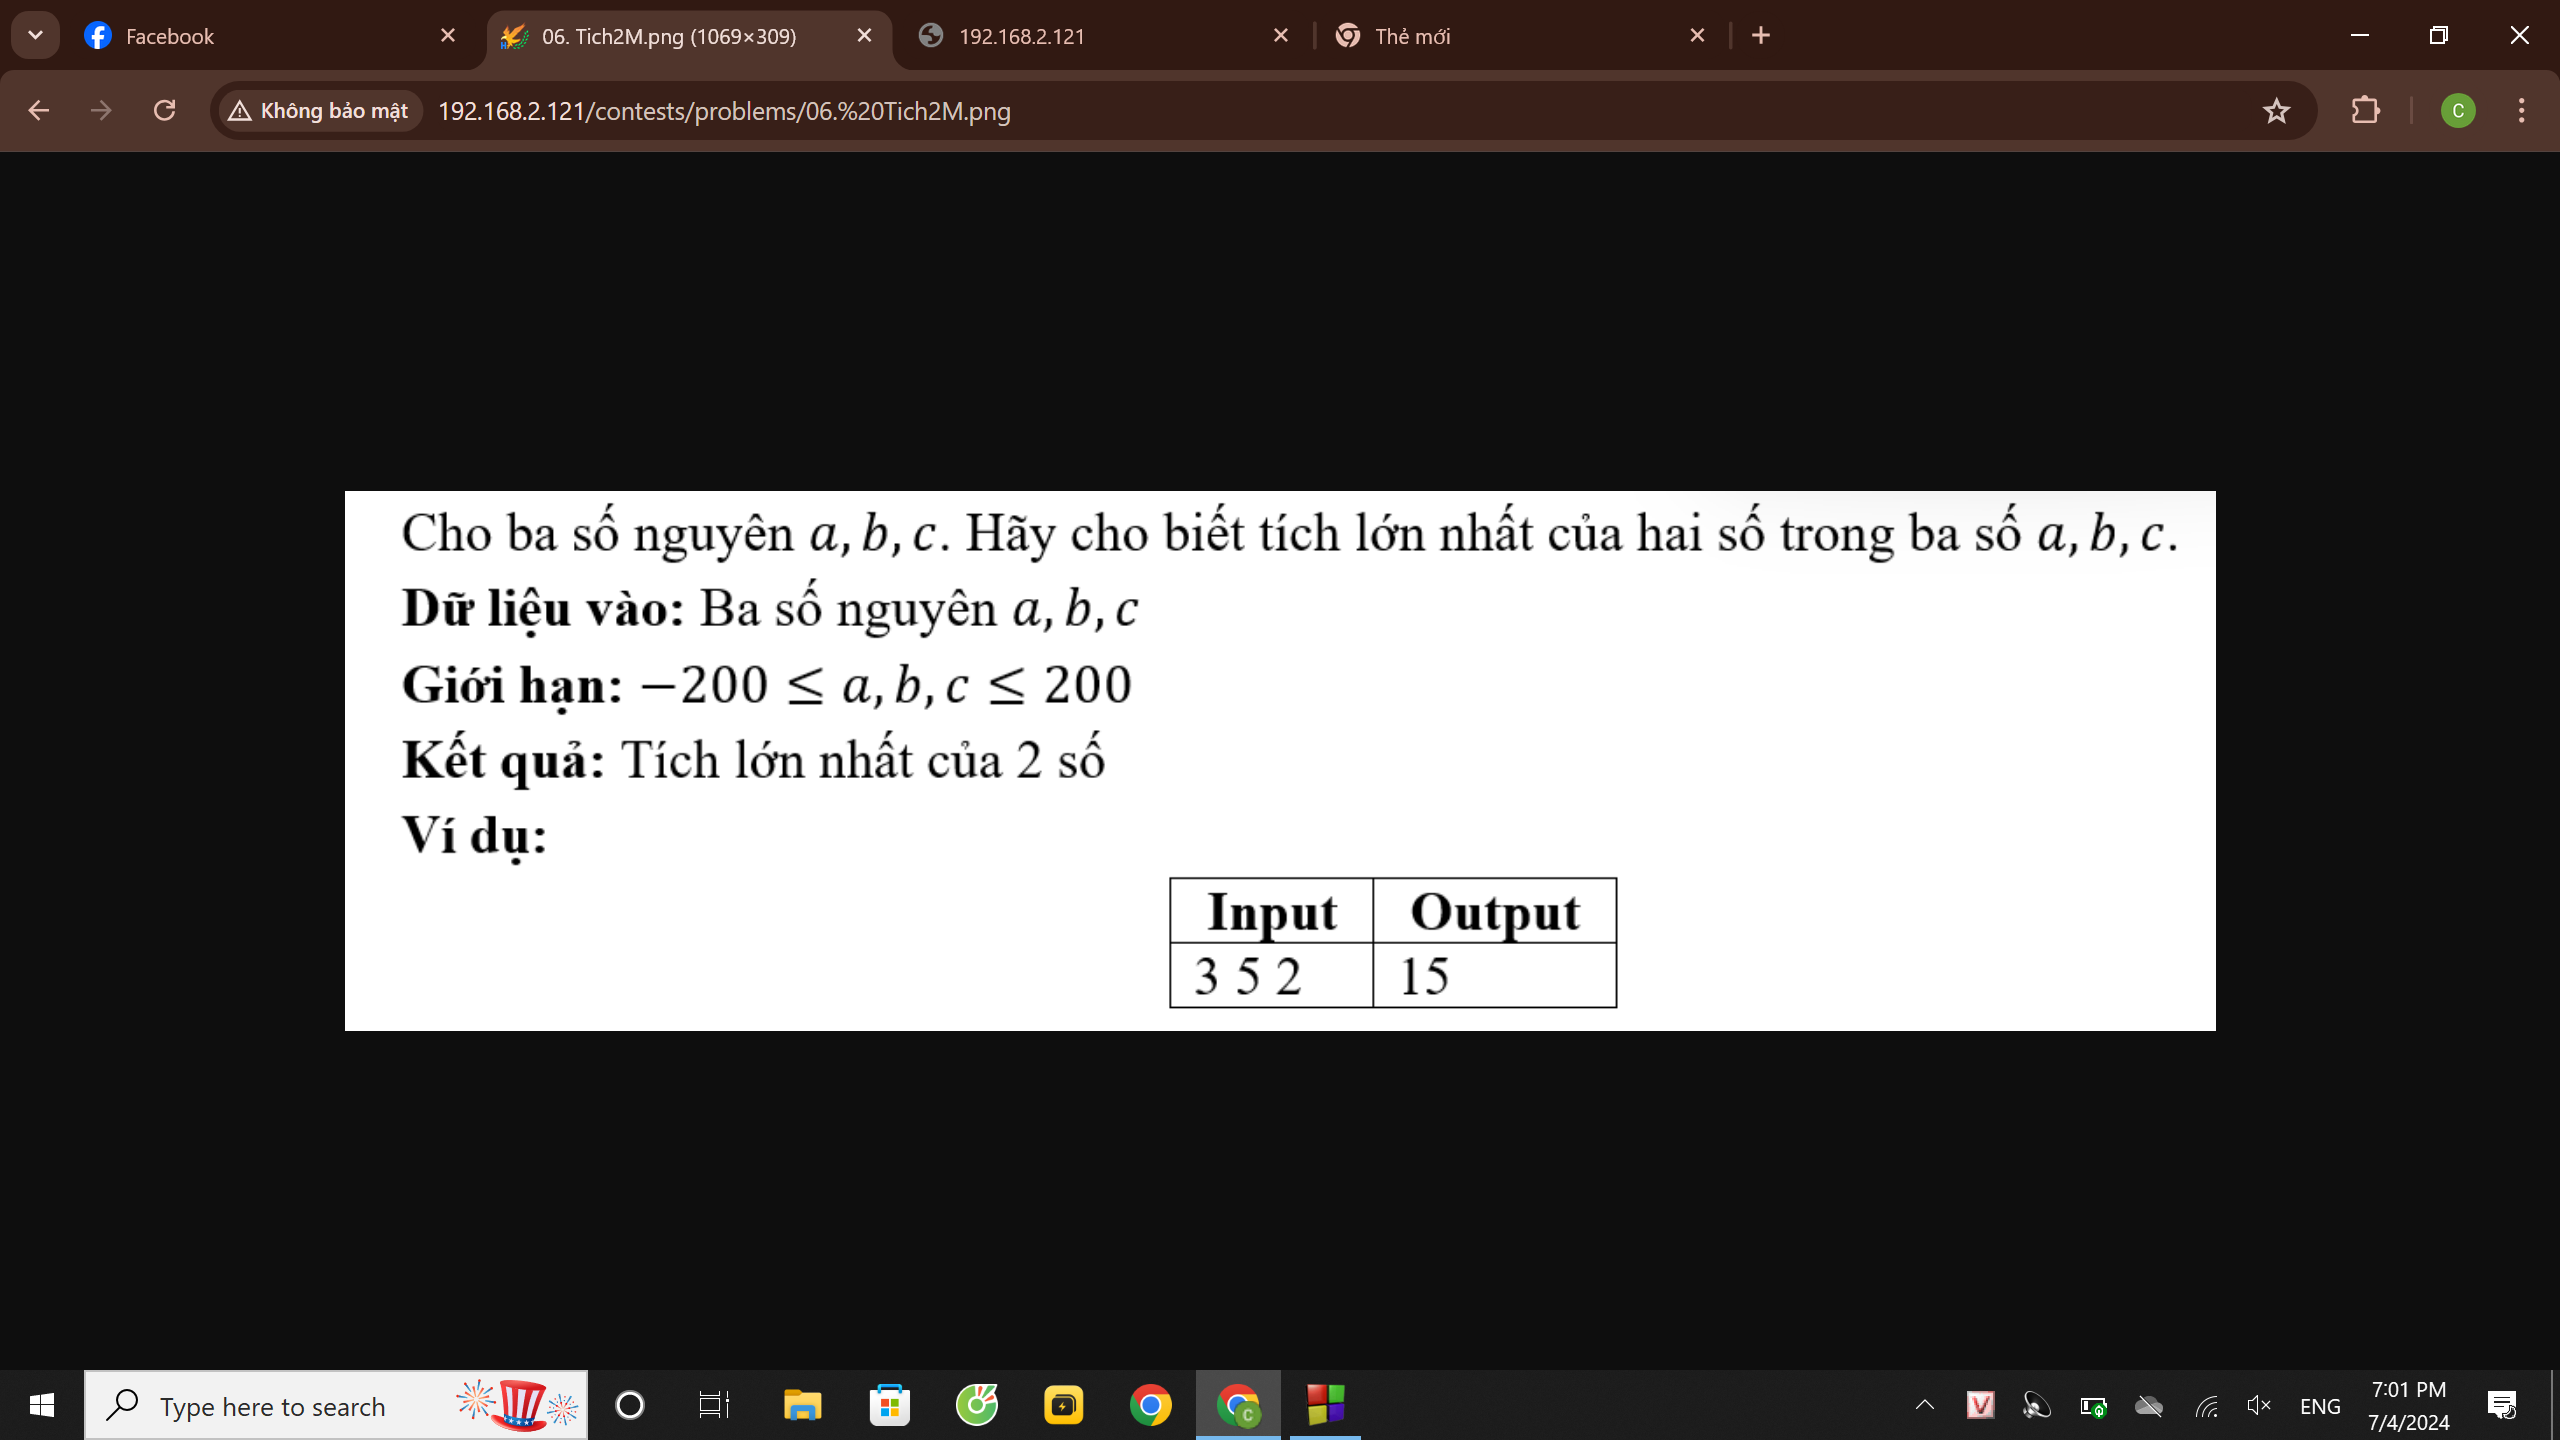 Facebook
06. Tich2M.png (1069×309)
192.168.2.121
Thẻ mới
Không bảo mật
192.168.2.121/contests/problems/06.%20Tich2M.png
C
Cho ba số nguyên a, b, c. Hãy cho biết tích lớn nhất của hai số trong ba số a, b, c.
Dữ liệu vào: Ba số nguyên a, b, c
Giới hạn: −200 ≤ a, b, c ≤ 200
Kết quả: Tích lớn nhất của 2 số
Ví dụ:
Input Output
3 5 2 15
Type here to search
C
V
ENG
7:01 PM
7/4/2024